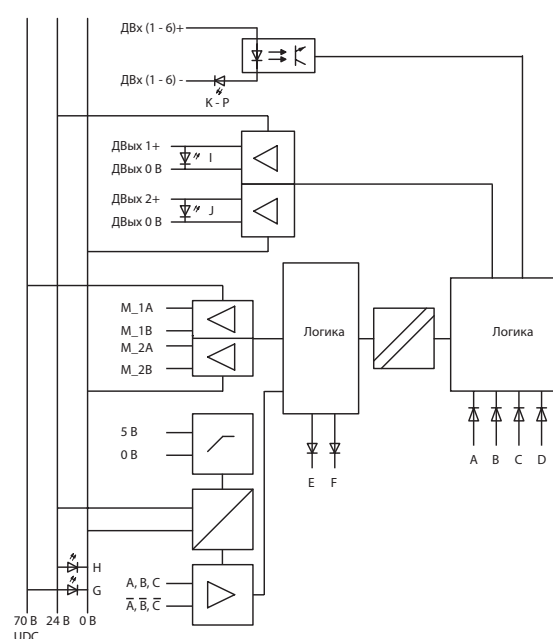 ДВх (1 - 6)+
ДВх (1 - 6) -
K - P
ДВых 1+
I
ДВых 0 В
ДВых 2+
J
ДВых 0 В
M_1A
M_1B
M_2A
M_2B
Логика
Логика
A
B
C
D
5 В
0 В
E
F
H
A, B, C
G
A̅, B̅, C̅
70 В
24 В
0 В
UDC